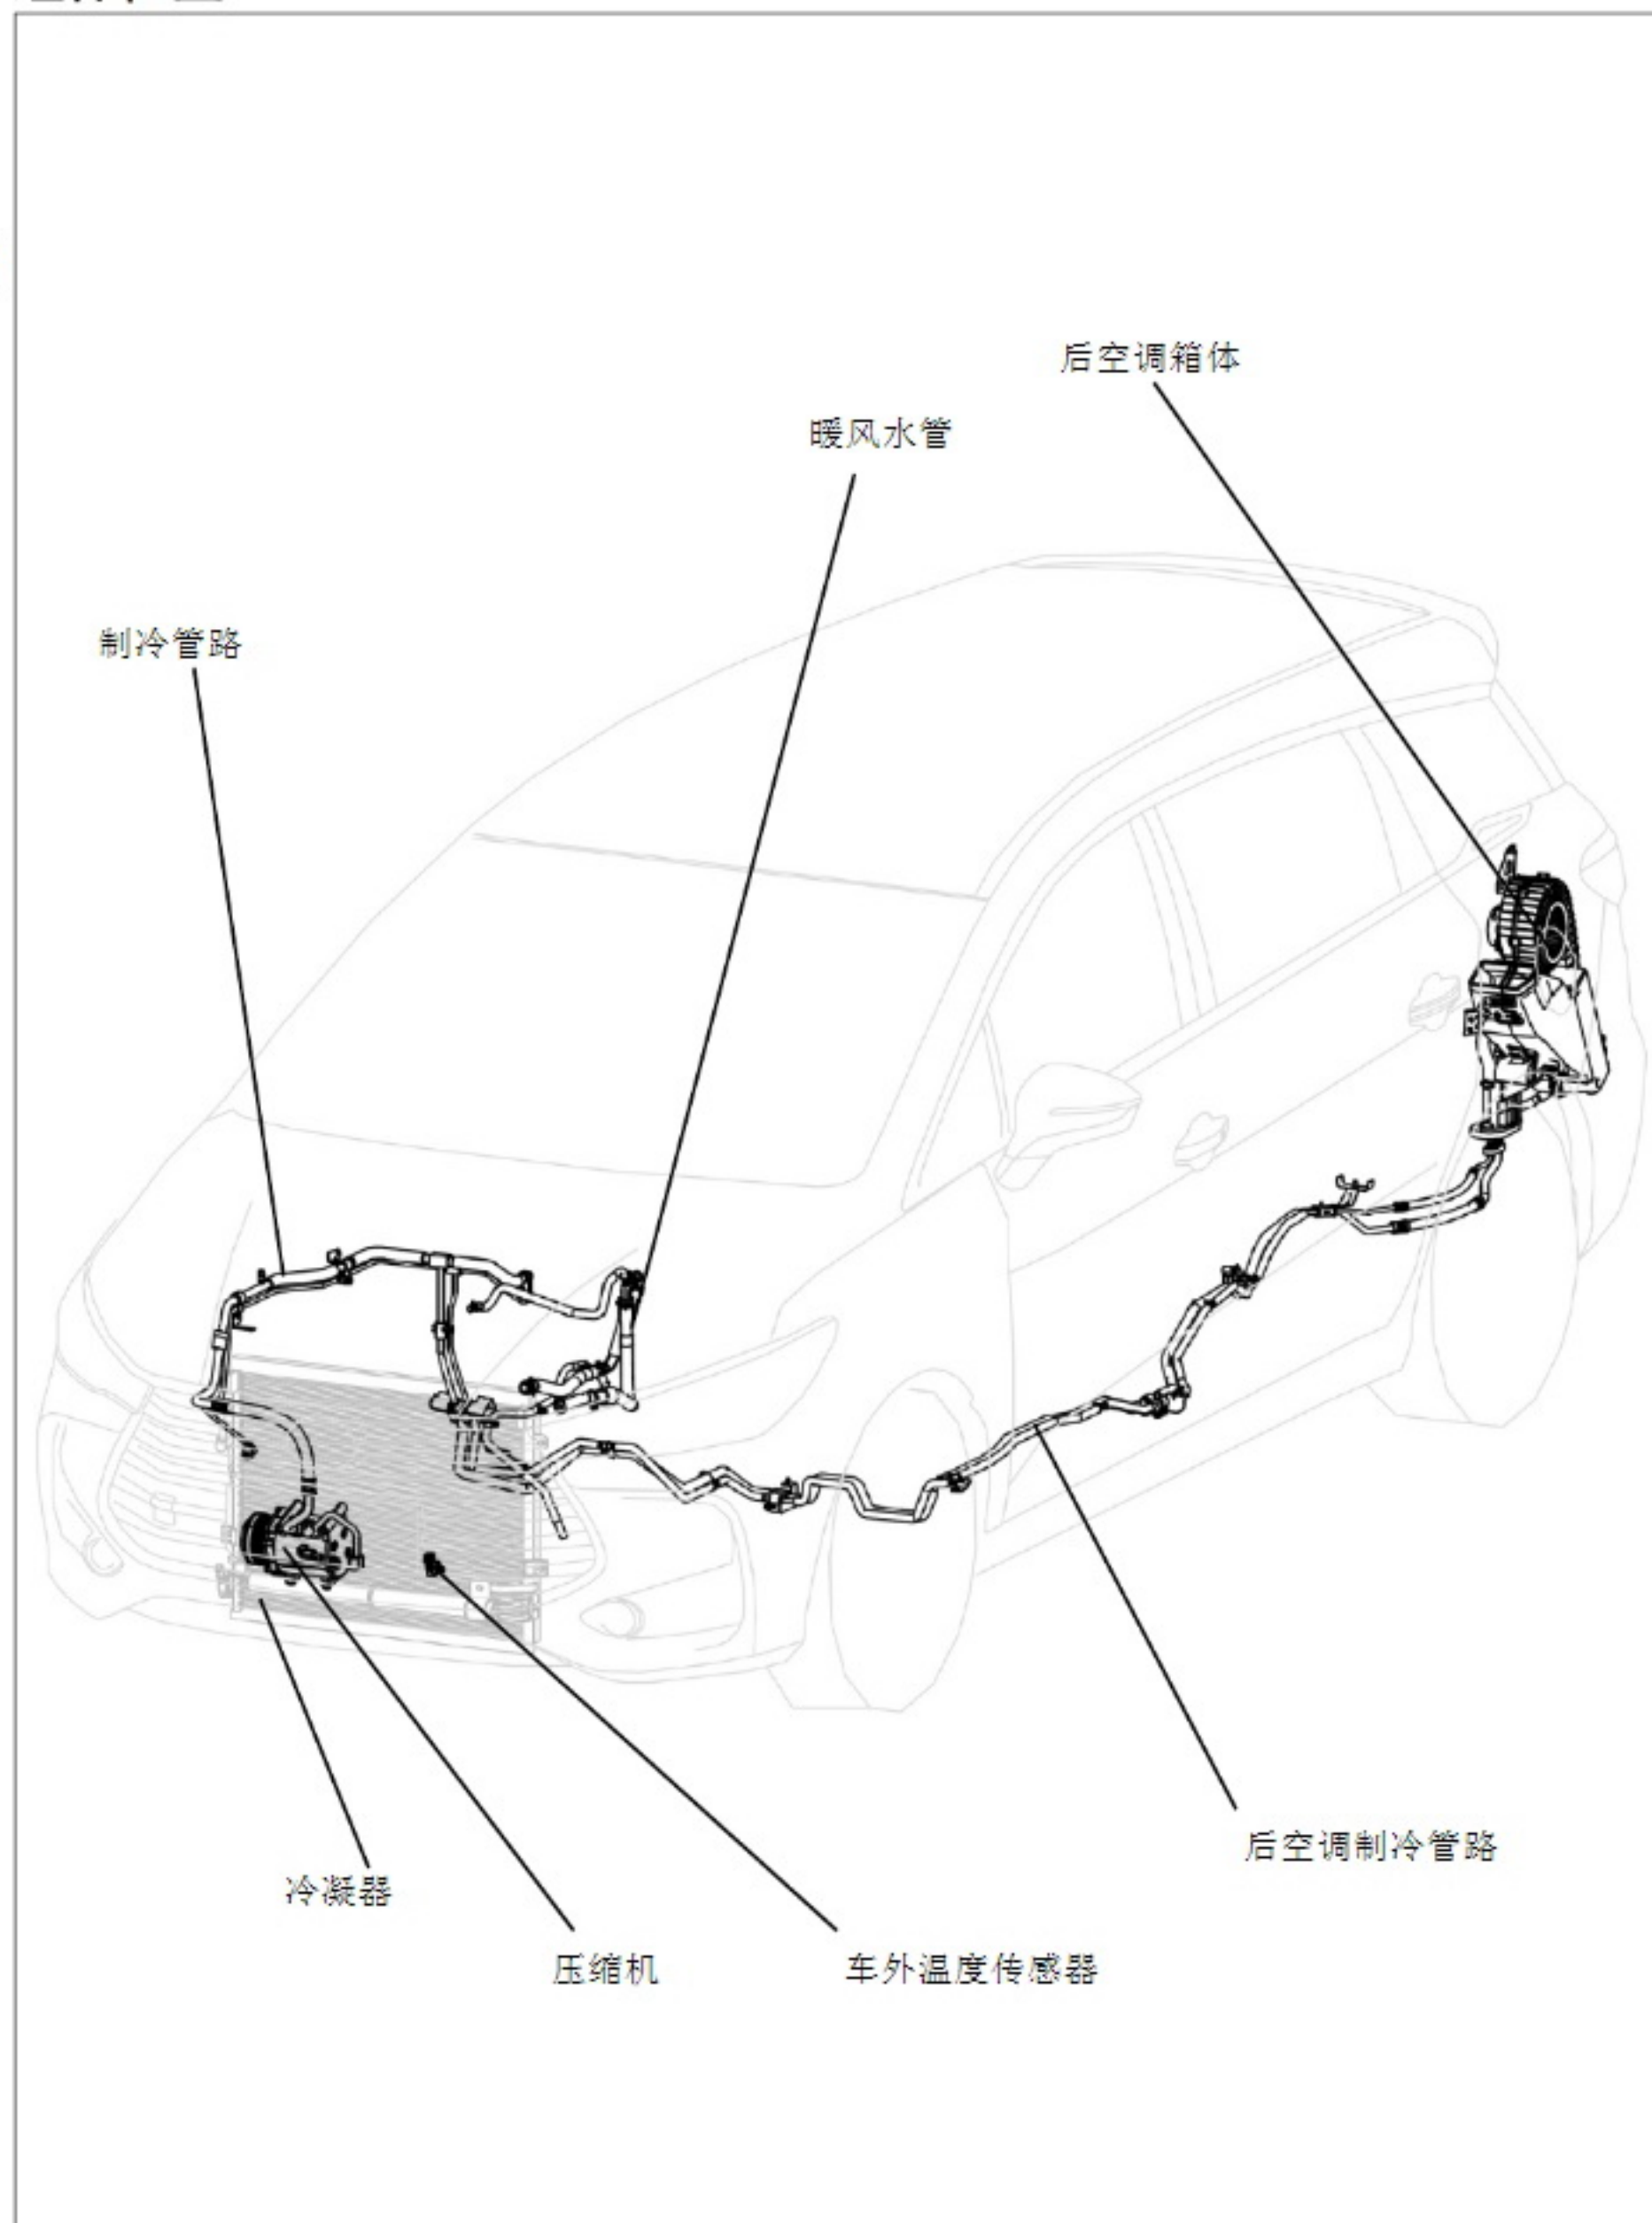 后空调箱体
暖风水管
制冷管路
后空调制冷管路
冷凝器
压缩机
车外温度传感器